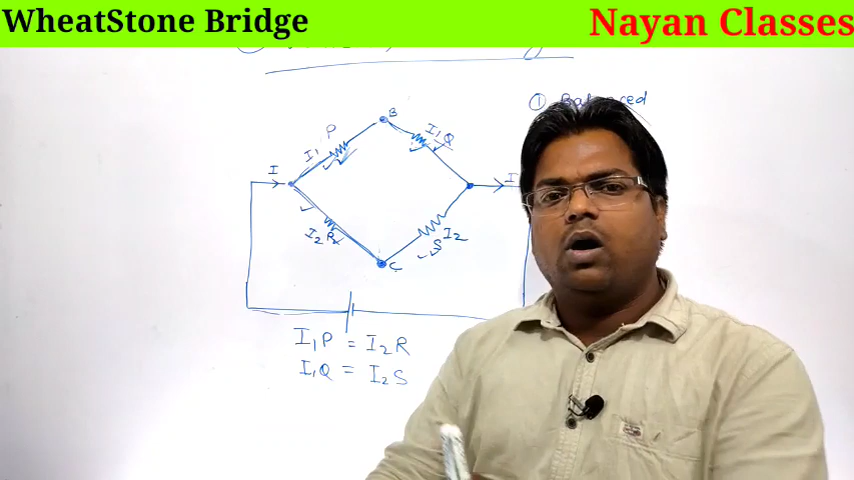 WheatStone Bridge
Nayan Classes
① Balanced
B
P
I₁
I₁ Q
I
I
I₂ R
I₂
S
C
I₁P = I₂R
I₁Q = I₂S